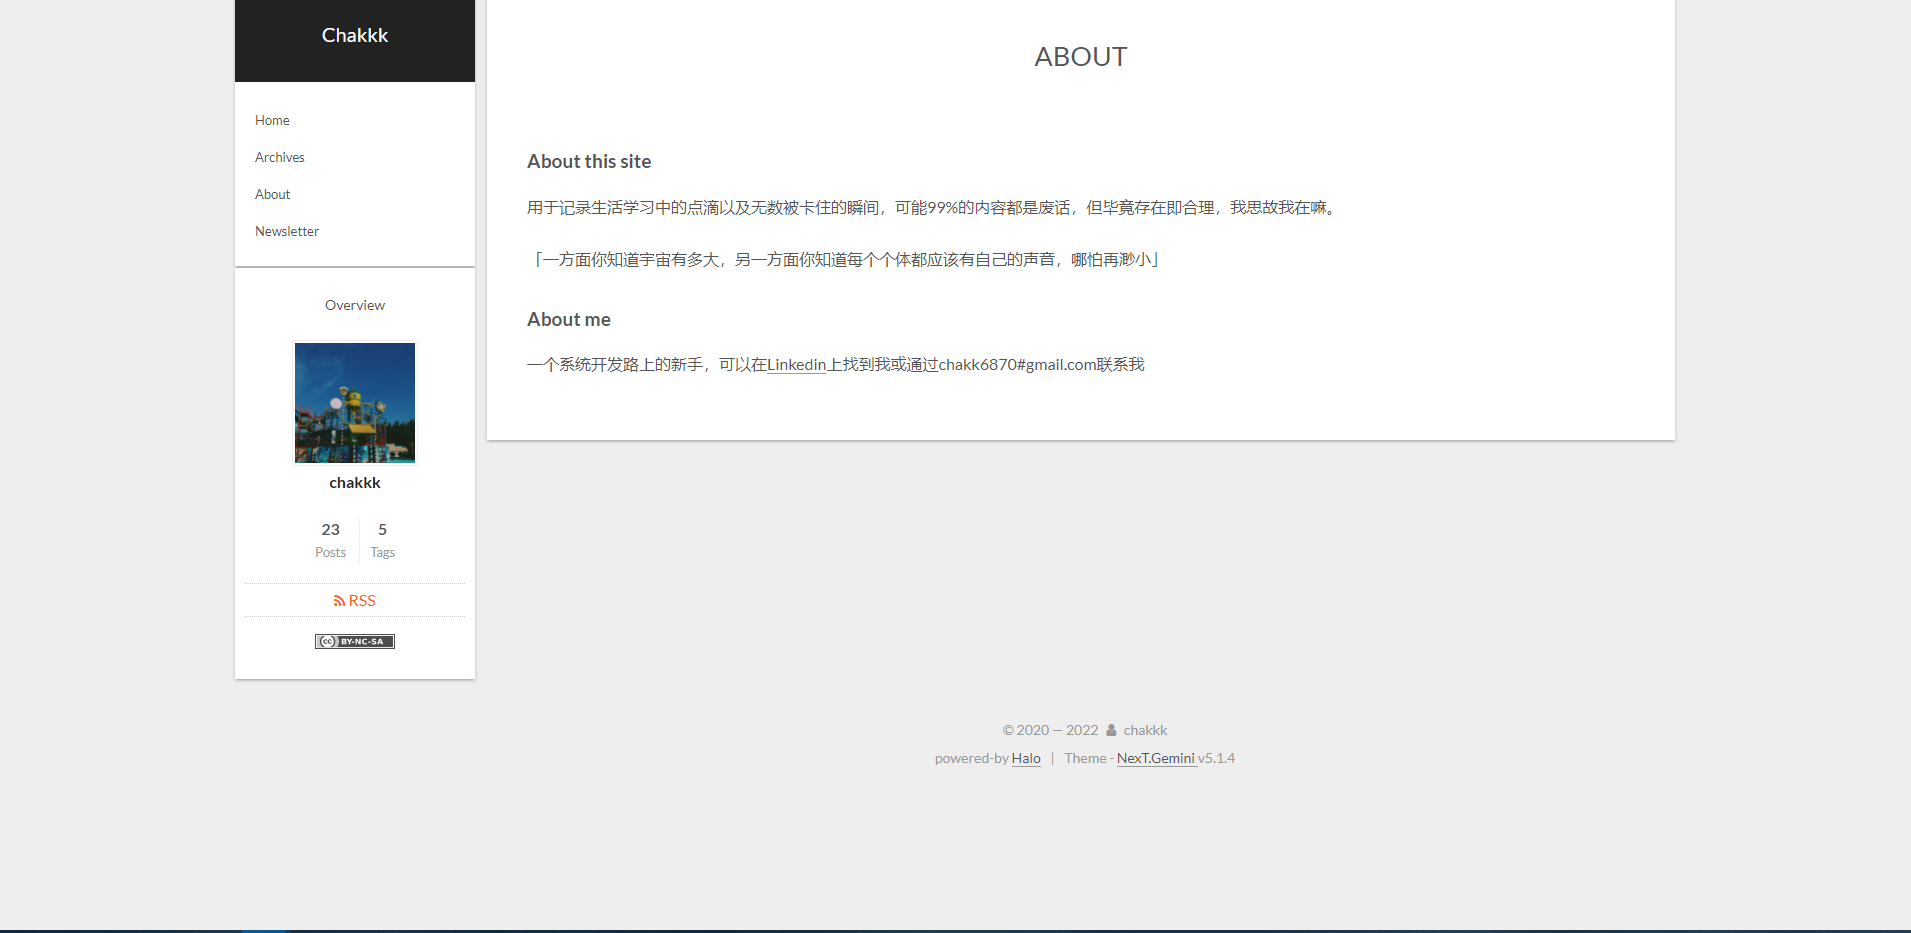 Chakkk
Home
Archives
About
Newsletter
Overview
chakkk
23
Posts
5
Tags
RSS
cc BY-NC-SA
ABOUT
About this site
用于记录生活学习中的点滴以及无数被卡住的瞬间，可能99%的内容都是废话，但毕竟存在即合理，我思故我在嘛。
「一方面你知道宇宙有多大，另一方面你知道每个个体都应该有自己的声音，哪怕再渺小」
About me
一个系统开发路上的新手，可以在Linkedin上找到我或通过chakk6870#gmail.com联系我
© 2020 — 2022 chakkk
powered-by Halo | Theme - NexT.Gemini v5.1.4